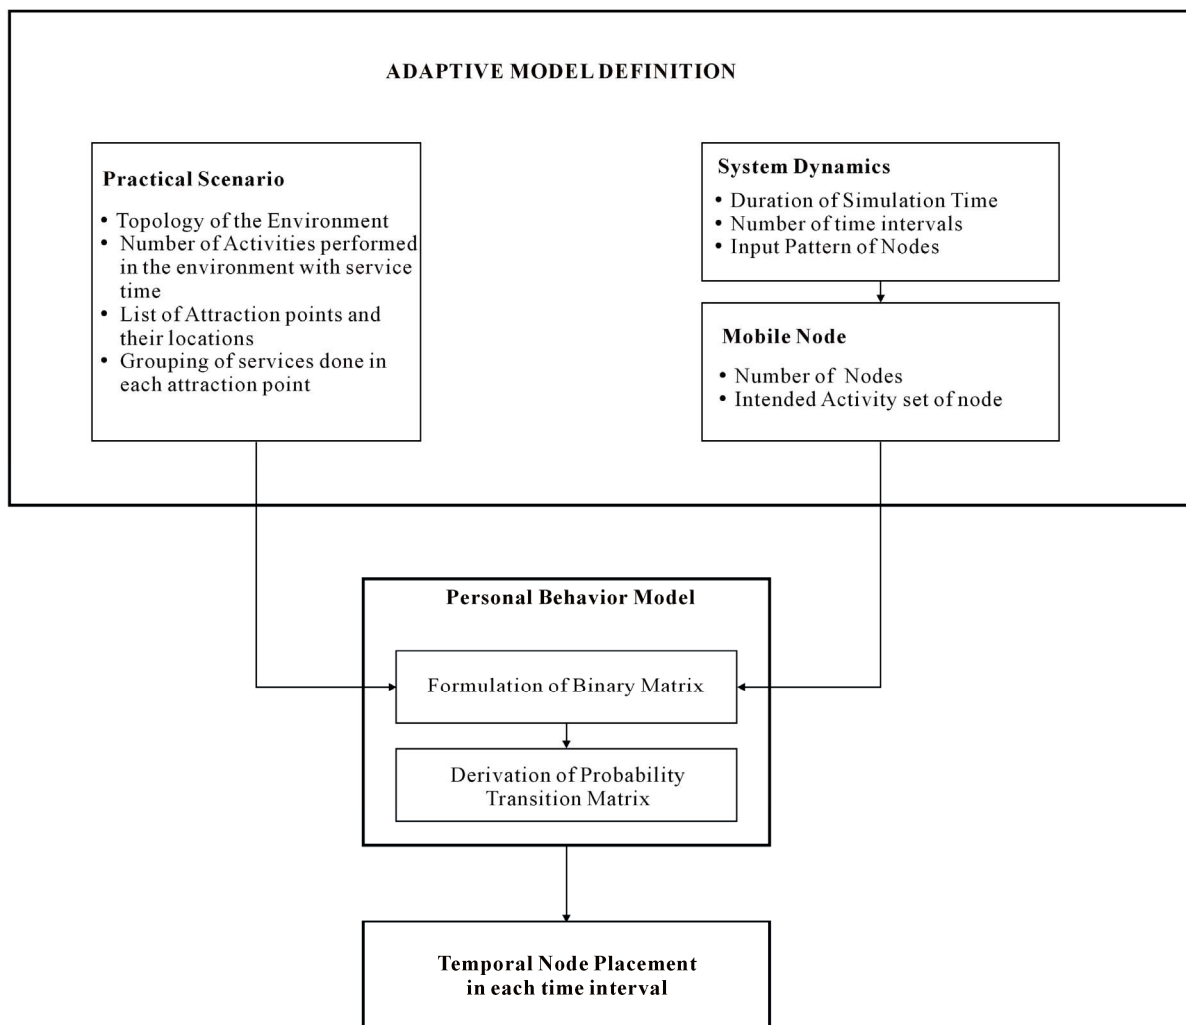 ADAPTIVE MODEL DEFINITION
Practical Scenario
• Topology of the Environment
• Number of Activities performed
in the environment with service
time
• List of Attraction points and
their locations
• Grouping of services done in
each attraction point
System Dynamics
• Duration of Simulation Time
• Number of time intervals
• Input Pattern of Nodes
Mobile Node
• Number of Nodes
• Intended Activity set of node
Personal Behavior Model
Formulation of Binary Matrix
Derivation of Probability
Transition Matrix
Temporal Node Placement
in each time interval